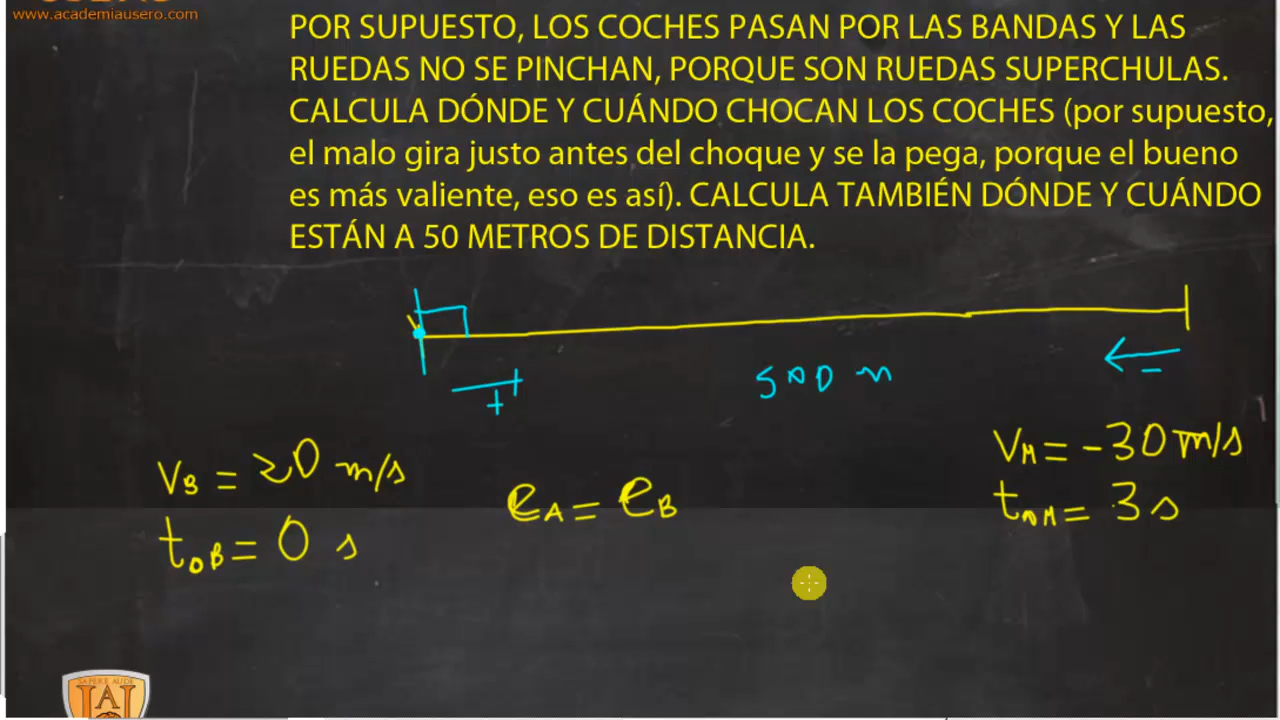 www.academiausero.com
POR SUPUESTO, LOS COCHES PASAN POR LAS BANDAS Y LAS
RUEDAS NO SE PINCHAN, PORQUE SON RUEDAS SUPERCHULAS.
CALCULA DÓNDE Y CUÁNDO CHOCAN LOS COCHES (por supuesto,
el malo gira justo antes del choque y se la pega, porque el bueno
es más valiente, eso es así). CALCULA TAMBIÉN DÓNDE Y CUÁNDO
ESTÁN A 50 METROS DE DISTANCIA.
+
500 m
-
VB = 20 m/s
eA = eB
VM = -30 m/s
t0M = 3 s
t0B = 0 s
SAPERE AUDE